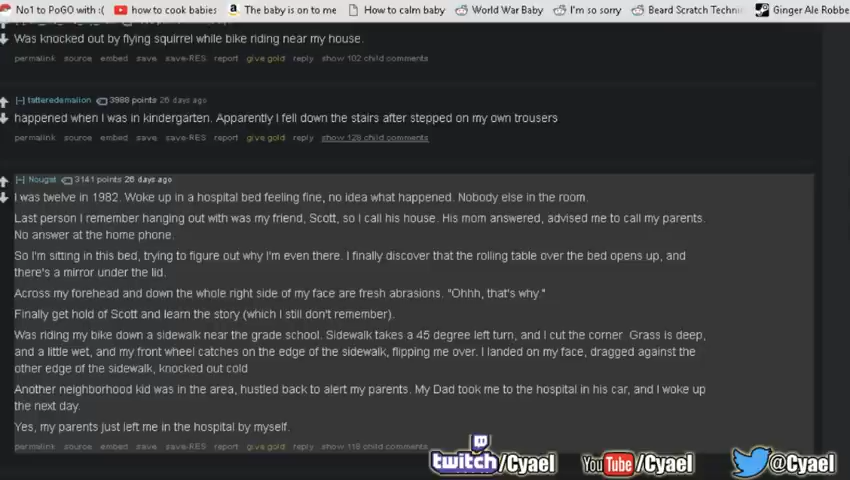 No1 to PoGO with :( how to cook babies The baby is on to me How to calm baby World War Baby I'm so sorry Beard Scratch Techni Ginger Ale Robbe
Was knocked out by flying squirrel while bike riding near my house.
permalink source embed save save-RES report give gold reply show 102 child comments
[-] tatteredemalion 3988 points 26 days ago
happened when I was in kindergarten. Apparently I fell down the stairs after stepped on my own trousers
permalink source embed save save-RES report give gold reply show 128 child comments
[-] Nougat 3141 points 26 days ago
I was twelve in 1982. Woke up in a hospital bed feeling fine, no idea what happened. Nobody else in the room.
Last person I remember hanging out with was my friend, Scott, so I call his house. His mom answered, advised me to call my parents.
No answer at the home phone.
So I'm sitting in this bed, trying to figure out why I'm even there. I finally discover that the rolling table over the bed opens up, and
there's a mirror under the lid.
Across my forehead and down the whole right side of my face are fresh abrasions. "Ohhh, that's why."
Finally get hold of Scott and learn the story (which I still don't remember).
Was riding my bike down a sidewalk near the grade school. Sidewalk takes a 45 degree left turn, and I cut the corner. Grass is deep,
and a little wet, and my front wheel catches on the edge of the sidewalk, flipping me over. I landed on my face, dragged against the
other edge of the sidewalk, knocked out cold
Another neighborhood kid was in the area, hustled back to alert my parents. My Dad took me to the hospital in his car, and I woke up
the next day.
Yes, my parents just left me in the hospital by myself.
permalink source embed save save-RES report give gold reply show 118 child comments
twitch/Cyael YouTube/Cyael @Cyael